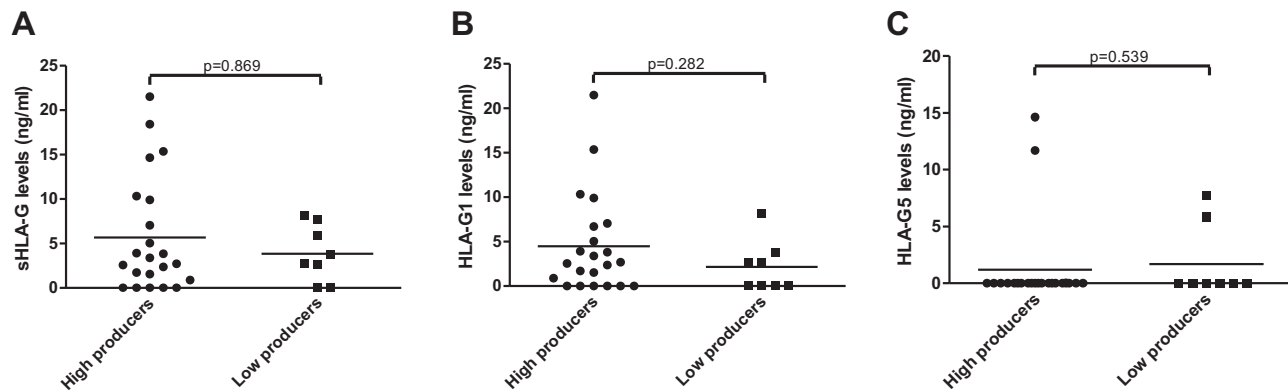 A
sHLA-G levels (ng/ml)
25
20
15
10
5
0
p=0.869
High producers
Low producers
B
HLA-G1 levels (ng/ml)
25
20
15
10
5
0
p=0.282
High producers
Low producers
C
HLA-G5 levels (ng/ml)
20
15
10
5
0
p=0.539
High producers
Low producers